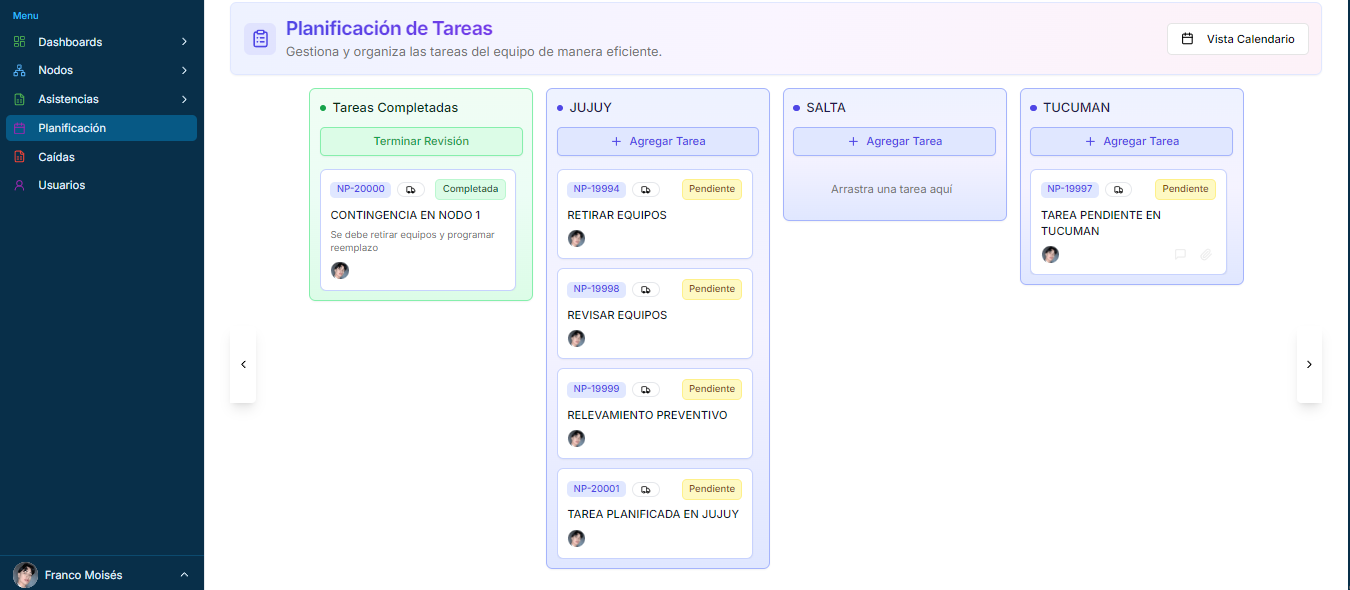 Menu
Dashboards
Nodos
Asistencias
Planificación
Caídas
Usuarios
Franco Moisés
Planificación de Tareas
Gestiona y organiza las tareas del equipo de manera eficiente.
Vista Calendario
Tareas Completadas
Terminar Revisión
NP-20000 Completada
CONTINGENCIA EN NODO 1
Se debe retirar equipos y programar
reemplazo
JUJUY
+ Agregar Tarea
NP-19994 Pendiente
RETIRAR EQUIPOS
NP-19998 Pendiente
REVISAR EQUIPOS
NP-19999 Pendiente
RELEVAMIENTO PREVENTIVO
NP-20001 Pendiente
TAREA PLANIFICADA EN JUJUY
SALTA
+ Agregar Tarea
Arrastra una tarea aquí
TUCUMAN
+ Agregar Tarea
NP-19997 Pendiente
TAREA PENDIENTE EN
TUCUMAN